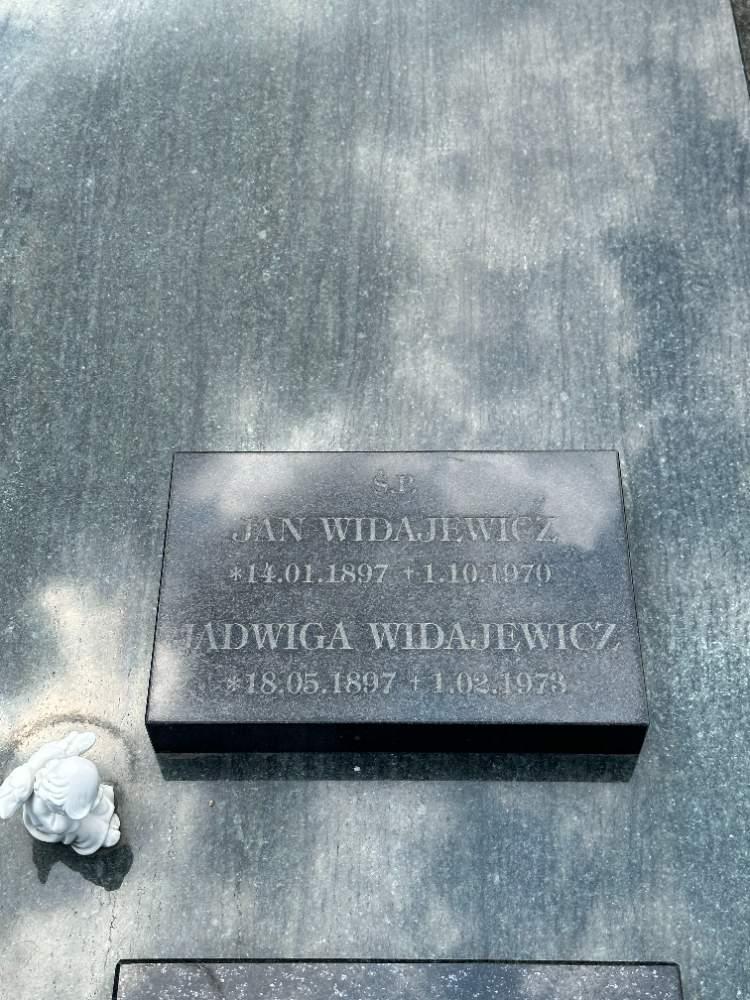 Ś.P.
JAN WIDAJEWICZ
*14.01.1897 +1.10.1970
JADWIGA WIDAJEWICZ
*18.05.1897 +1.02.1973